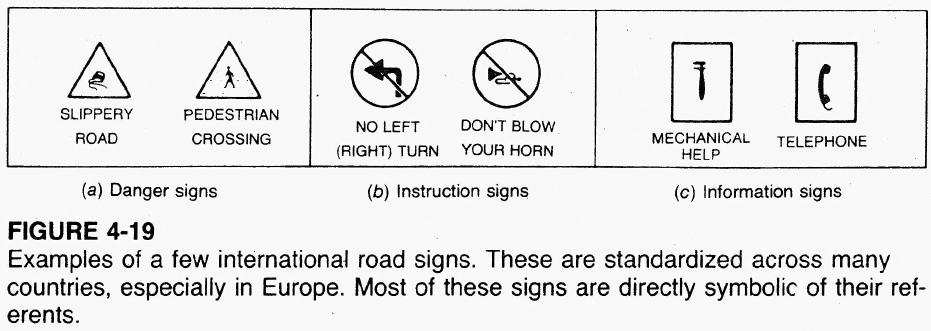 SLIPPERY ROAD
PEDESTRIAN CROSSING
NO LEFT (RIGHT) TURN
DON'T BLOW YOUR HORN
MECHANICAL HELP
TELEPHONE
(a) Danger signs
(b) Instruction signs
(c) Information signs
FIGURE 4-19
Examples of a few international road signs. These are standardized across many
countries, especially in Europe. Most of these signs are directly symbolic of their ref-
erents.